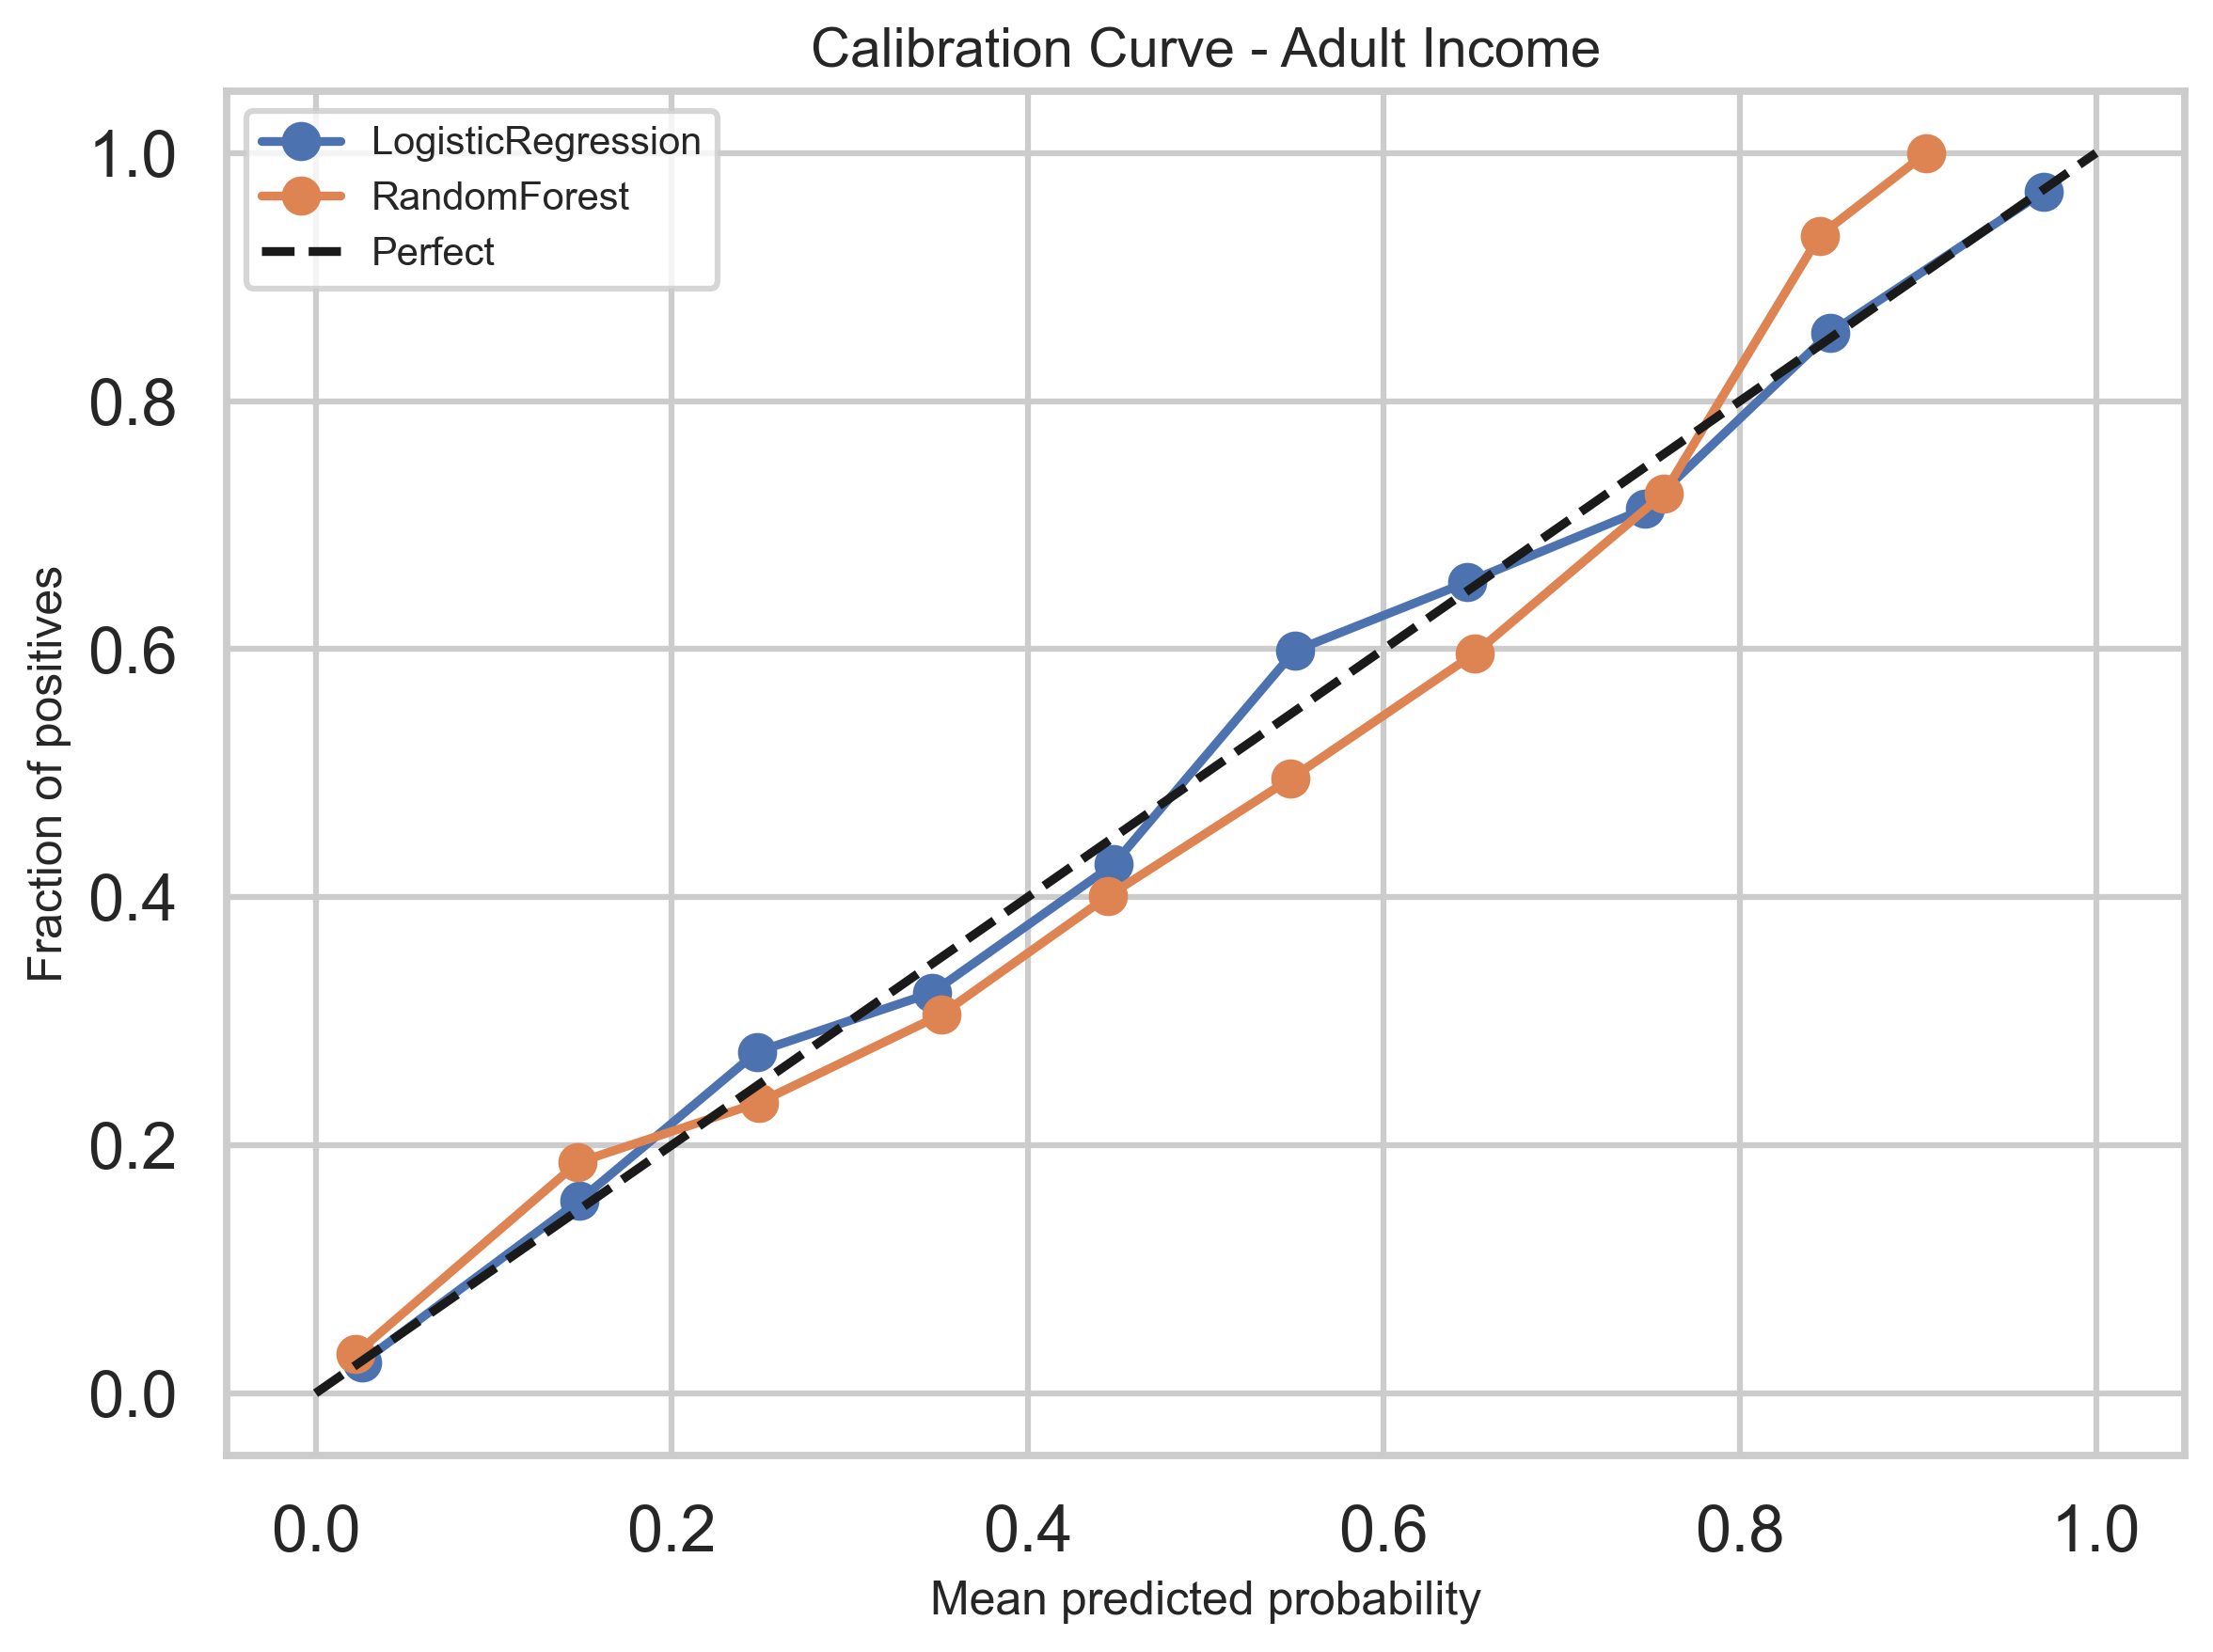 Calibration Curve - Adult Income
LogisticRegression
RandomForest
Perfect
Fraction of positives
1.0
0.8
0.6
0.4
0.2
0.0
0.0 0.2 0.4 0.6 0.8 1.0
Mean predicted probability